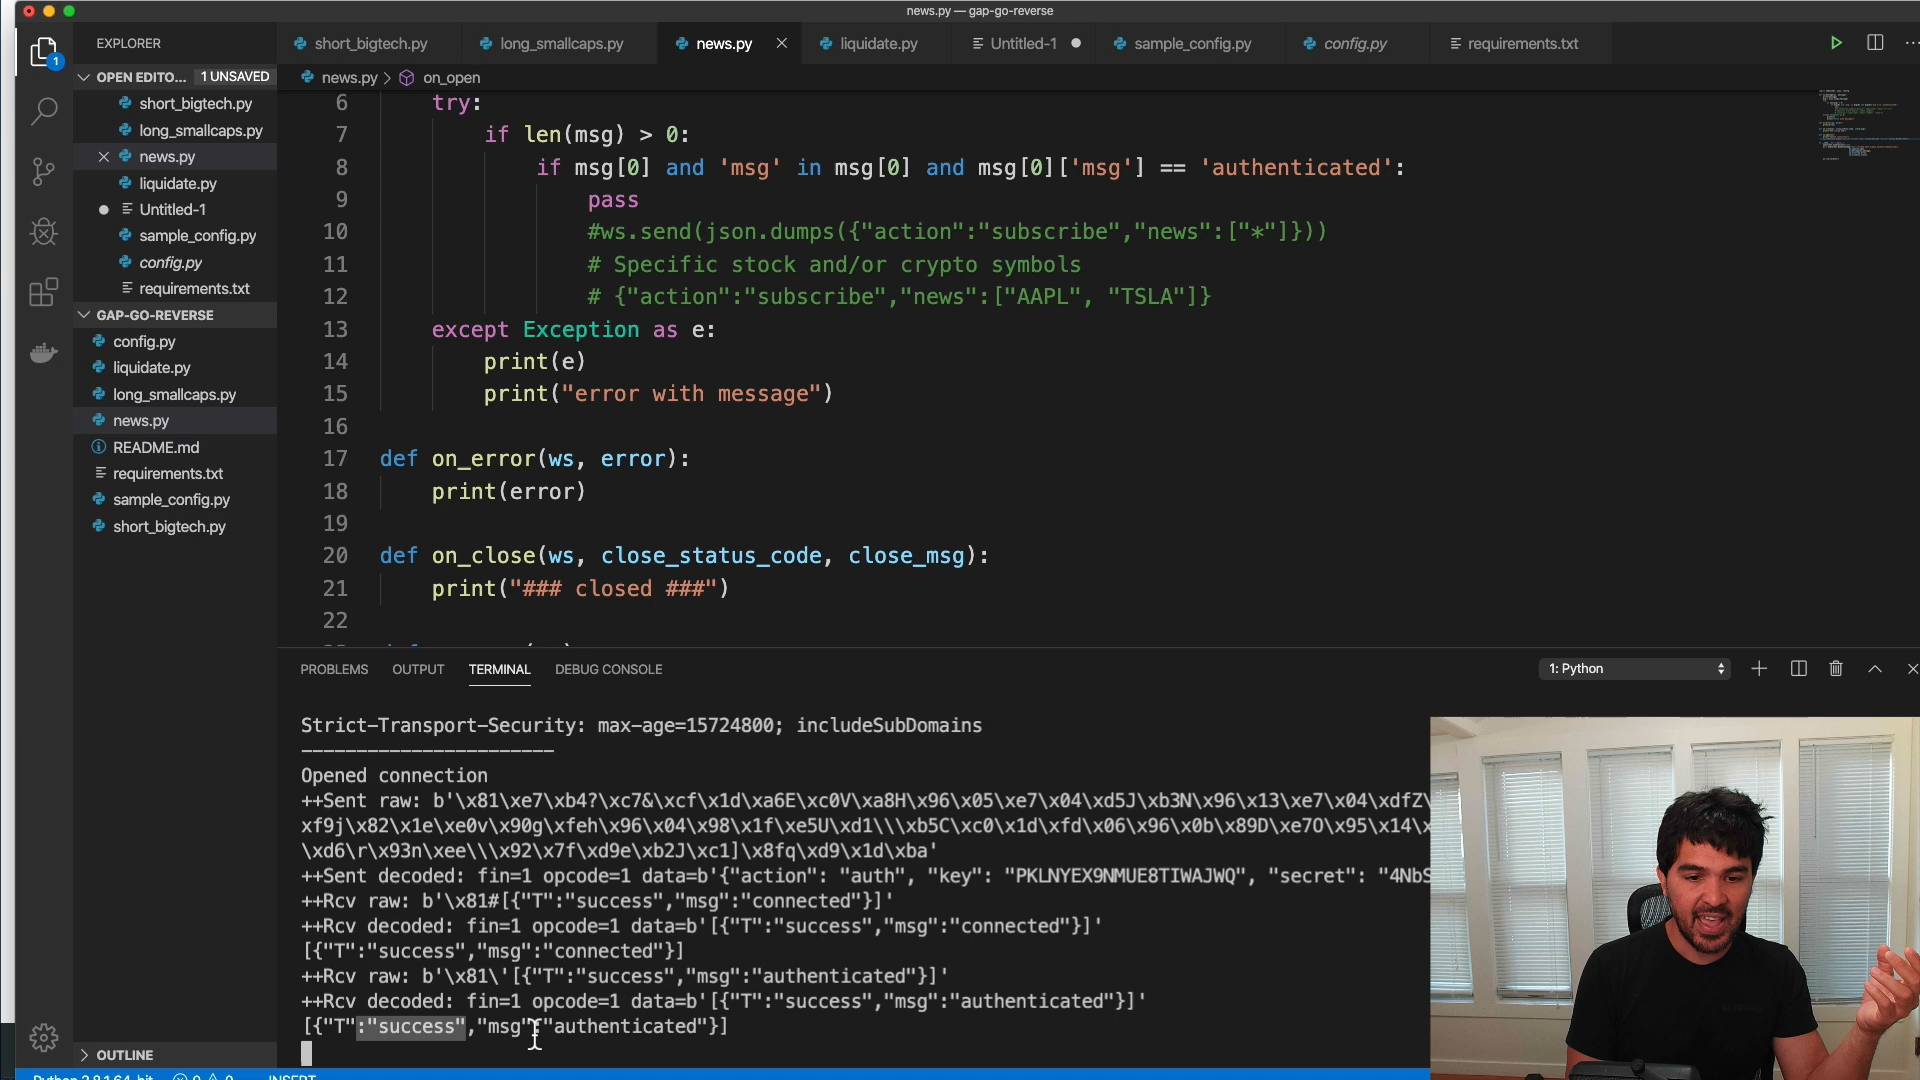 news.py — gap-go-reverse
EXPLORER
short_bigtech.py
long_smallcaps.py
news.py
liquidate.py
Untitled-1
sample_config.py
config.py
requirements.txt
1
OPEN EDITO... 1 UNSAVED
news.py > on_open
short_bigtech.py
long_smallcaps.py
news.py
liquidate.py
Untitled-1
sample_config.py
config.py
requirements.txt
GAP-GO-REVERSE
config.py
liquidate.py
long_smallcaps.py
news.py
README.md
requirements.txt
sample_config.py
short_bigtech.py
OUTLINE
6 try:
7 if len(msg) > 0:
8 if msg[0] and 'msg' in msg[0] and msg[0]['msg'] == 'authenticated':
9 pass
10 #ws.send(json.dumps({"action":"subscribe","news":["*"]}))
11 # Specific stock and/or crypto symbols
12 # {"action":"subscribe","news":["AAPL", "TSLA"]}
13 except Exception as e:
14 print(e)
15 print("error with message")
16
17 def on_error(ws, error):
18 print(error)
19
20 def on_close(ws, close_status_code, close_msg):
21 print("### closed ###")
22
PROBLEMS OUTPUT TERMINAL DEBUG CONSOLE
1: Python
Strict-Transport-Security: max-age=15724800; includeSubDomains
-----------------------
Opened connection
++Sent raw: b'\x81\xe7\xb4?\xc7&\xcf\x1d\xa6E\xc0V\xa8H\x96\x05\xe7\x04\xd5J\xb3N\x96\x13\xe7\x04\xdfZ\
xf9j\x82\x1e\xe0v\x90g\xfeh\x96\x04\x98\x1f\xe5U\xd1\\\xb5C\xc0\x1d\xfd\x06\x96\x0b\x89D\xe7O\x95\x14\x
\xd6\r\x93n\xee\\\x92\x7f\xd9e\xb2J\xc1]\x8fq\xd9\x1d\xba'
++Sent decoded: fin=1 opcode=1 data=b'{"action": "auth", "key": "PKLNYEX9NMUE8TIWAJWQ", "secret": "4NbS
++Rcv raw: b'\x81#[{"T":"success","msg":"connected"}]'
++Rcv decoded: fin=1 opcode=1 data=b'[{"T":"success","msg":"connected"}]'
[{"T":"success","msg":"connected"}]
++Rcv raw: b'\x81\'[{"T":"success","msg":"authenticated"}]'
++Rcv decoded: fin=1 opcode=1 data=b'[{"T":"success","msg":"authenticated"}]'
[{"T":"success","msg":"authenticated"}]